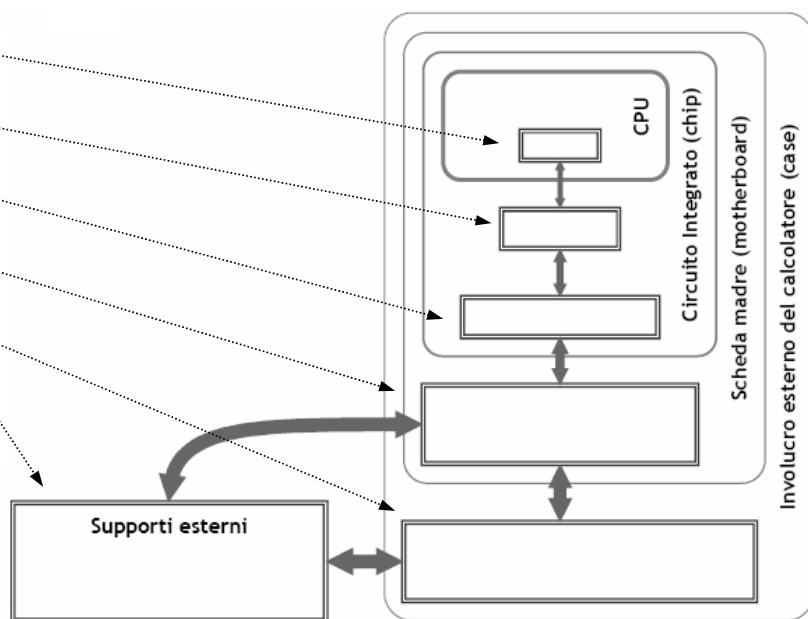 CPU
Circuito Integrato (chip)
Scheda madre (motherboard)
Involucro esterno del calcolatore (case)
Supporti esterni